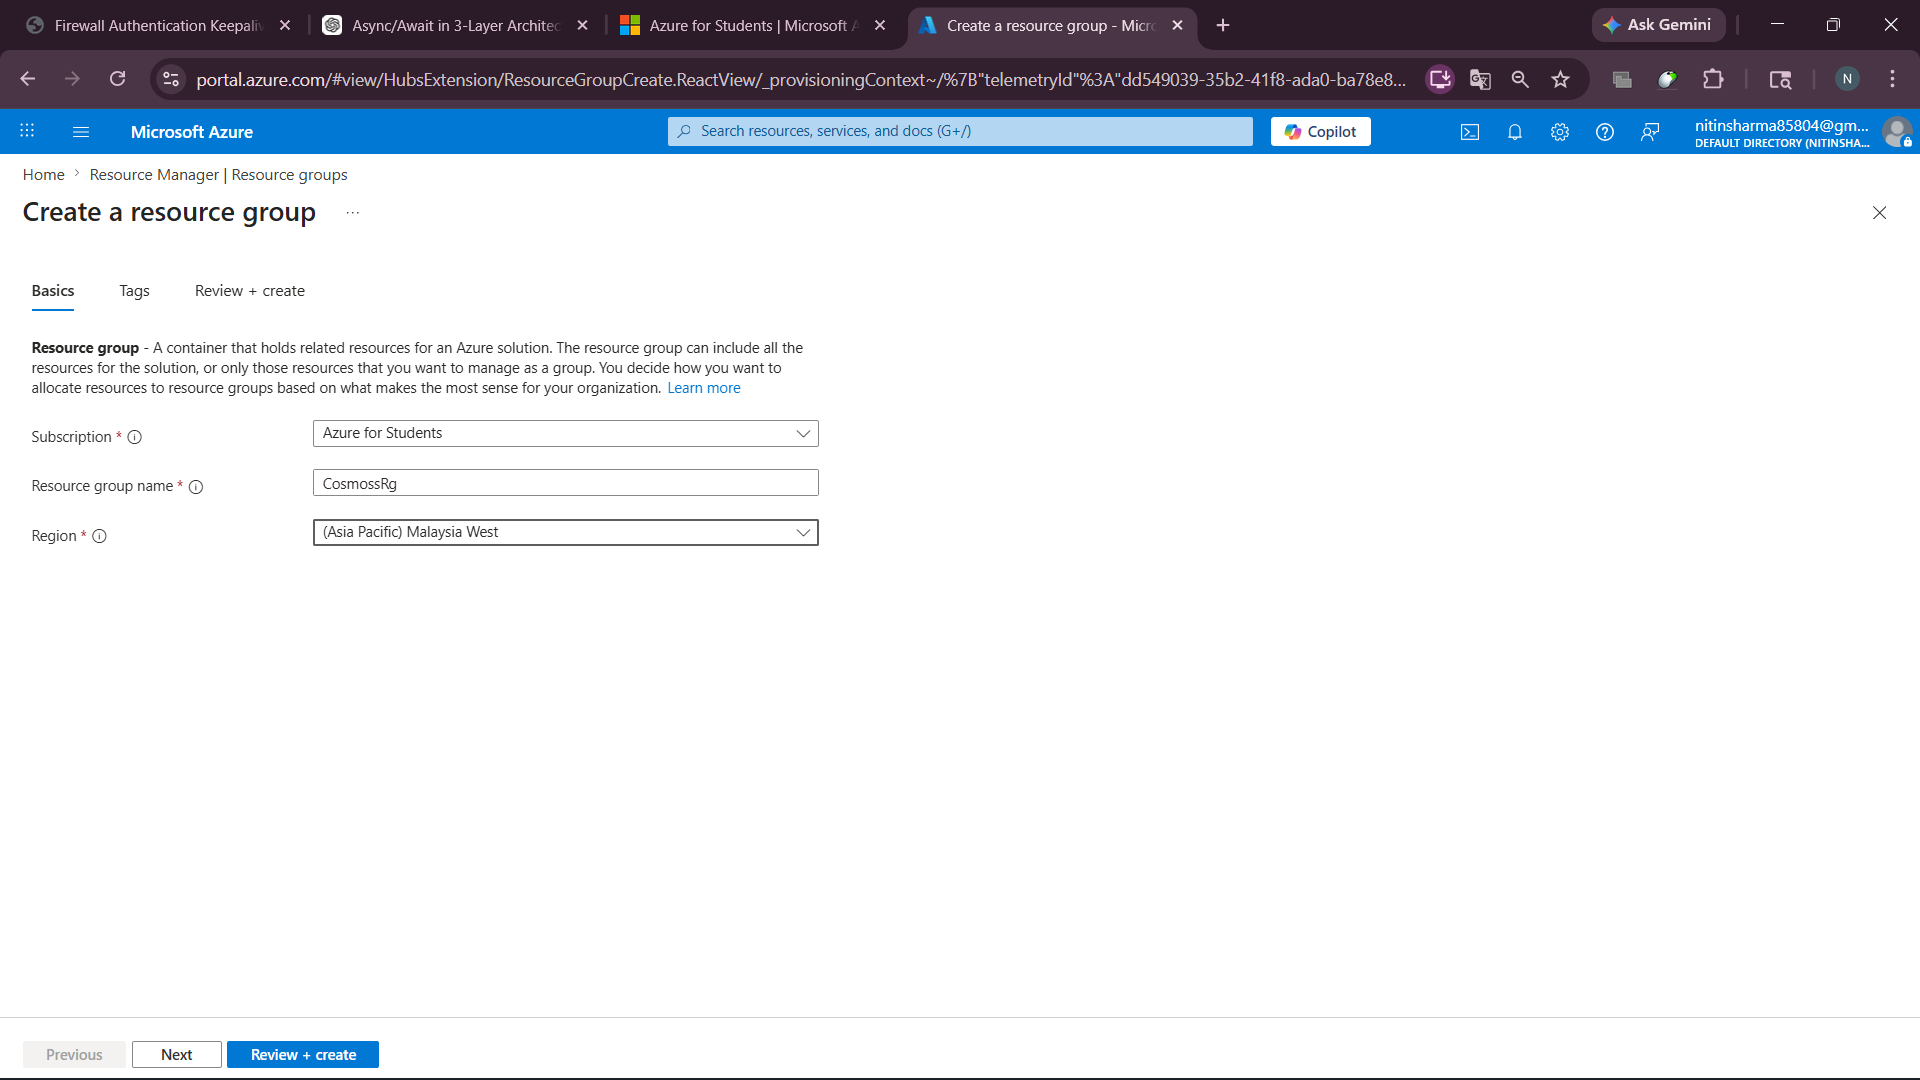 Firewall Authentication Keepaliv
Async/Await in 3-Layer Architec
Azure for Students | Microsoft A
Create a resource group - Micro
Ask Gemini
portal.azure.com/#view/HubsExtension/ResourceGroupCreate.ReactView/_provisioningContext~/%7B"telemetryId"%3A"dd549039-35b2-41f8-ada0-ba78e8...
N
Microsoft Azure
Search resources, services, and docs (G+/)
Copilot
nitinsharma85804@gm...
DEFAULT DIRECTORY (NITINSHA...
Home > Resource Manager | Resource groups
Create a resource group ...
Basics
Tags
Review + create
Resource group - A container that holds related resources for an Azure solution. The resource group can include all the
resources for the solution, or only those resources that you want to manage as a group. You decide how you want to
allocate resources to resource groups based on what makes the most sense for your organization. Learn more
Subscription *
Azure for Students
Resource group name *
CosmossRg
Region *
(Asia Pacific) Malaysia West
Previous
Next
Review + create